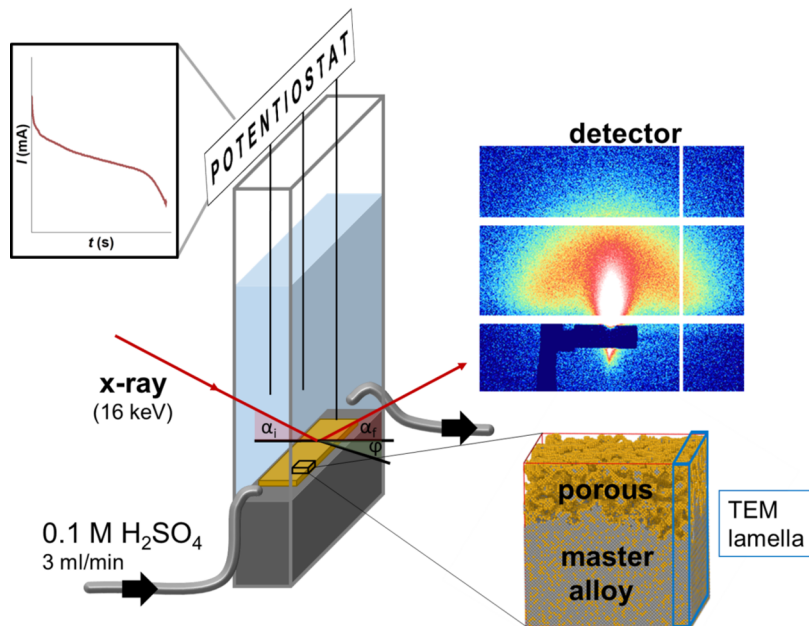 I (mA)
t (s)
POTENTIOSTAT
detector
x-ray
(16 keV)
αi
αf
φ
0.1 M H2SO4
3 ml/min
porous
master
alloy
TEM
lamella